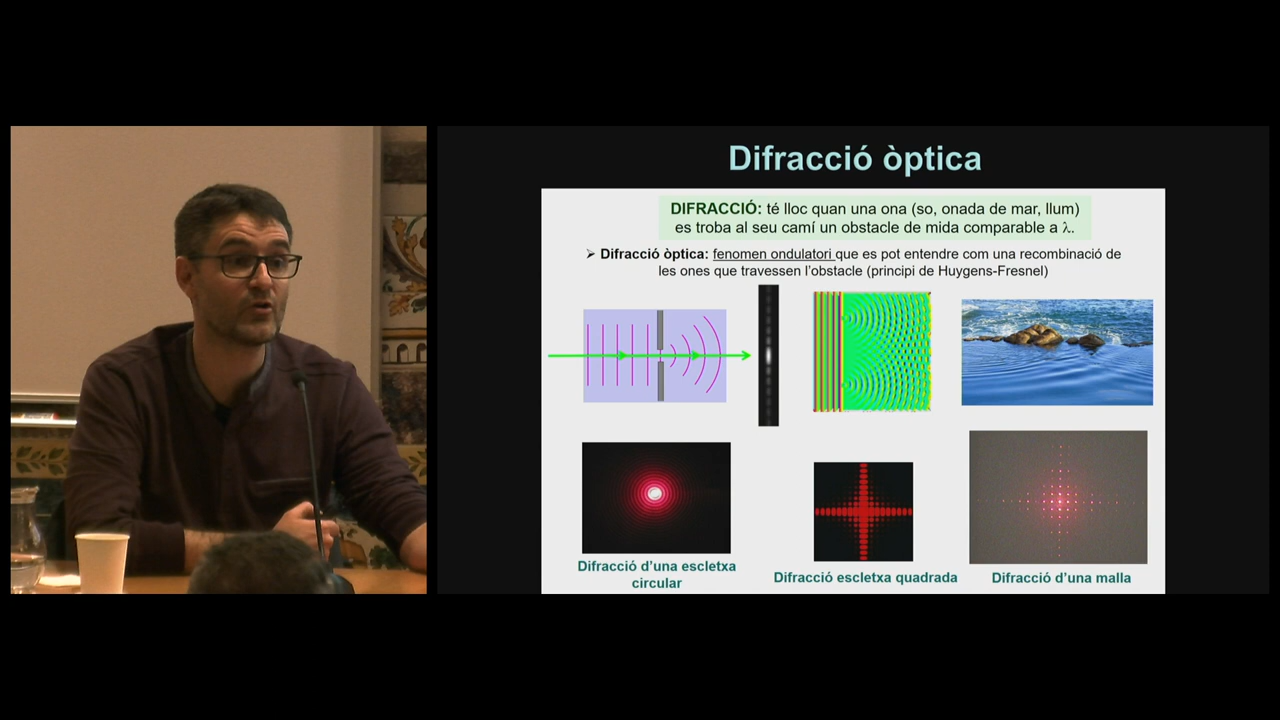 Difracció òptica
DIFRACCIÓ: té lloc quan una ona (so, onada de mar, llum)
es troba al seu camí un obstacle de mida comparable a λ.
➤ Difracció òptica: fenomen ondulatori que es pot entendre com una recombinació de
les ones que travessen l’obstacle (principi de Huygens-Fresnel)
Difracció d’una escletxa
circular
Difracció escletxa quadrada
Difracció d’una malla